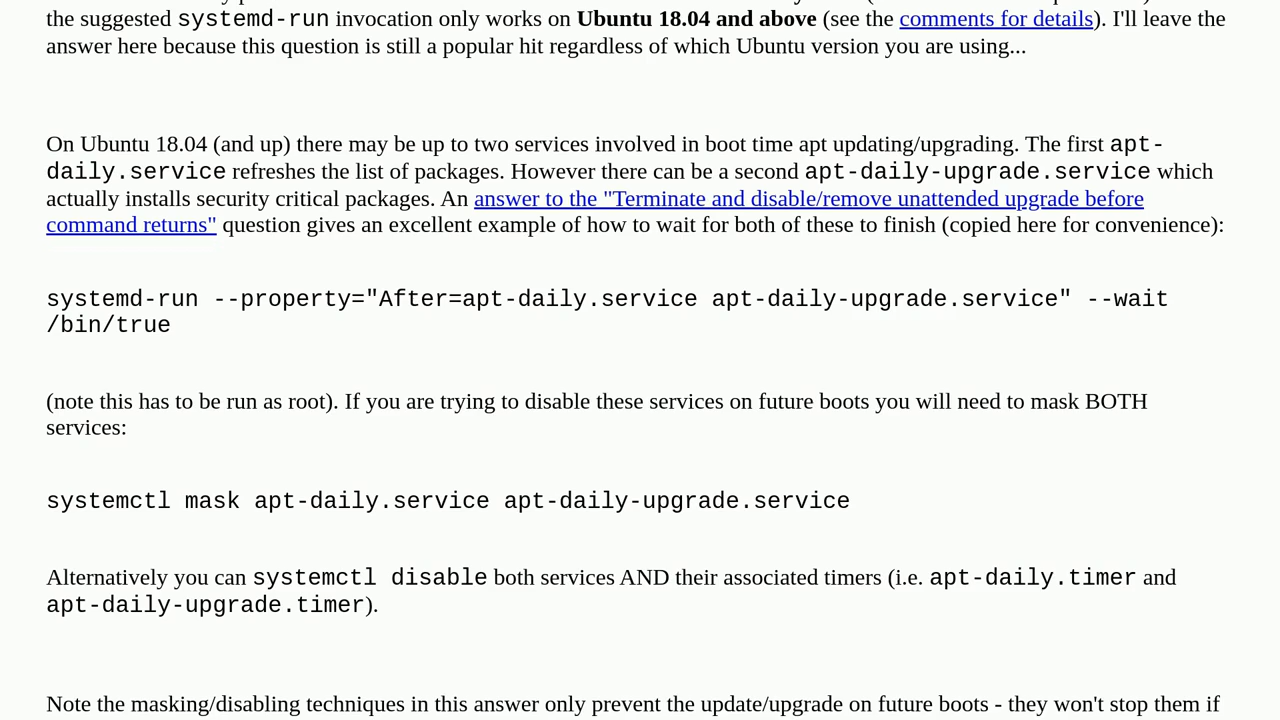 the suggested systemd-run invocation only works on Ubuntu 18.04 and above (see the comments for details). I'll leave the
answer here because this question is still a popular hit regardless of which Ubuntu version you are using...
On Ubuntu 18.04 (and up) there may be up to two services involved in boot time apt updating/upgrading. The first apt-
daily.service refreshes the list of packages. However there can be a second apt-daily-upgrade.service which
actually installs security critical packages. An answer to the "Terminate and disable/remove unattended upgrade before
command returns" question gives an excellent example of how to wait for both of these to finish (copied here for convenience):
systemd-run --property="After=apt-daily.service apt-daily-upgrade.service" --wait
/bin/true
(note this has to be run as root). If you are trying to disable these services on future boots you will need to mask BOTH
services:
systemctl mask apt-daily.service apt-daily-upgrade.service
Alternatively you can systemctl disable both services AND their associated timers (i.e. apt-daily.timer and
apt-daily-upgrade.timer).
Note the masking/disabling techniques in this answer only prevent the update/upgrade on future boots - they won't stop them if